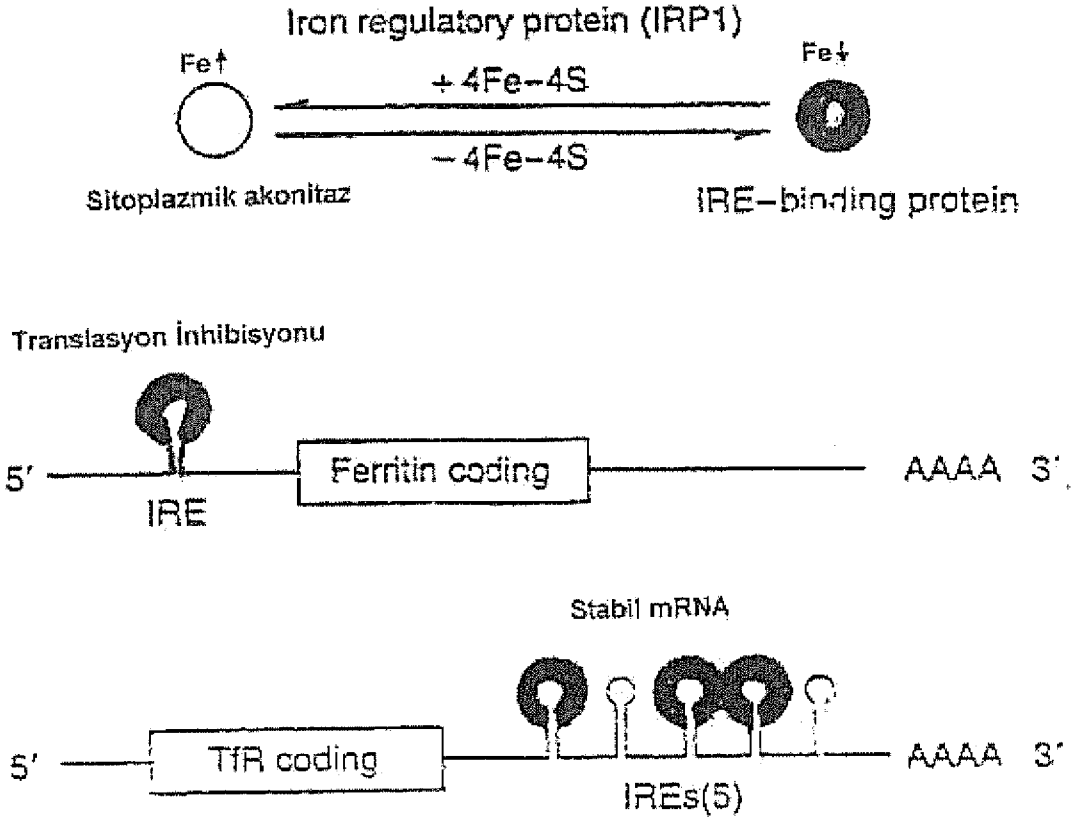 Iron regulatory protein (IRP1)
Fe↑
Fe↓
+ 4Fe-4S
- 4Fe-4S
Sitoplazmik akonitaz
IRE-binding protein
Translasyon İnhibisyonu
5′
Ferritin coding
AAAA 3′
IRE
Stabil mRNA
5′
TfR coding
AAAA 3′
IREs(5)